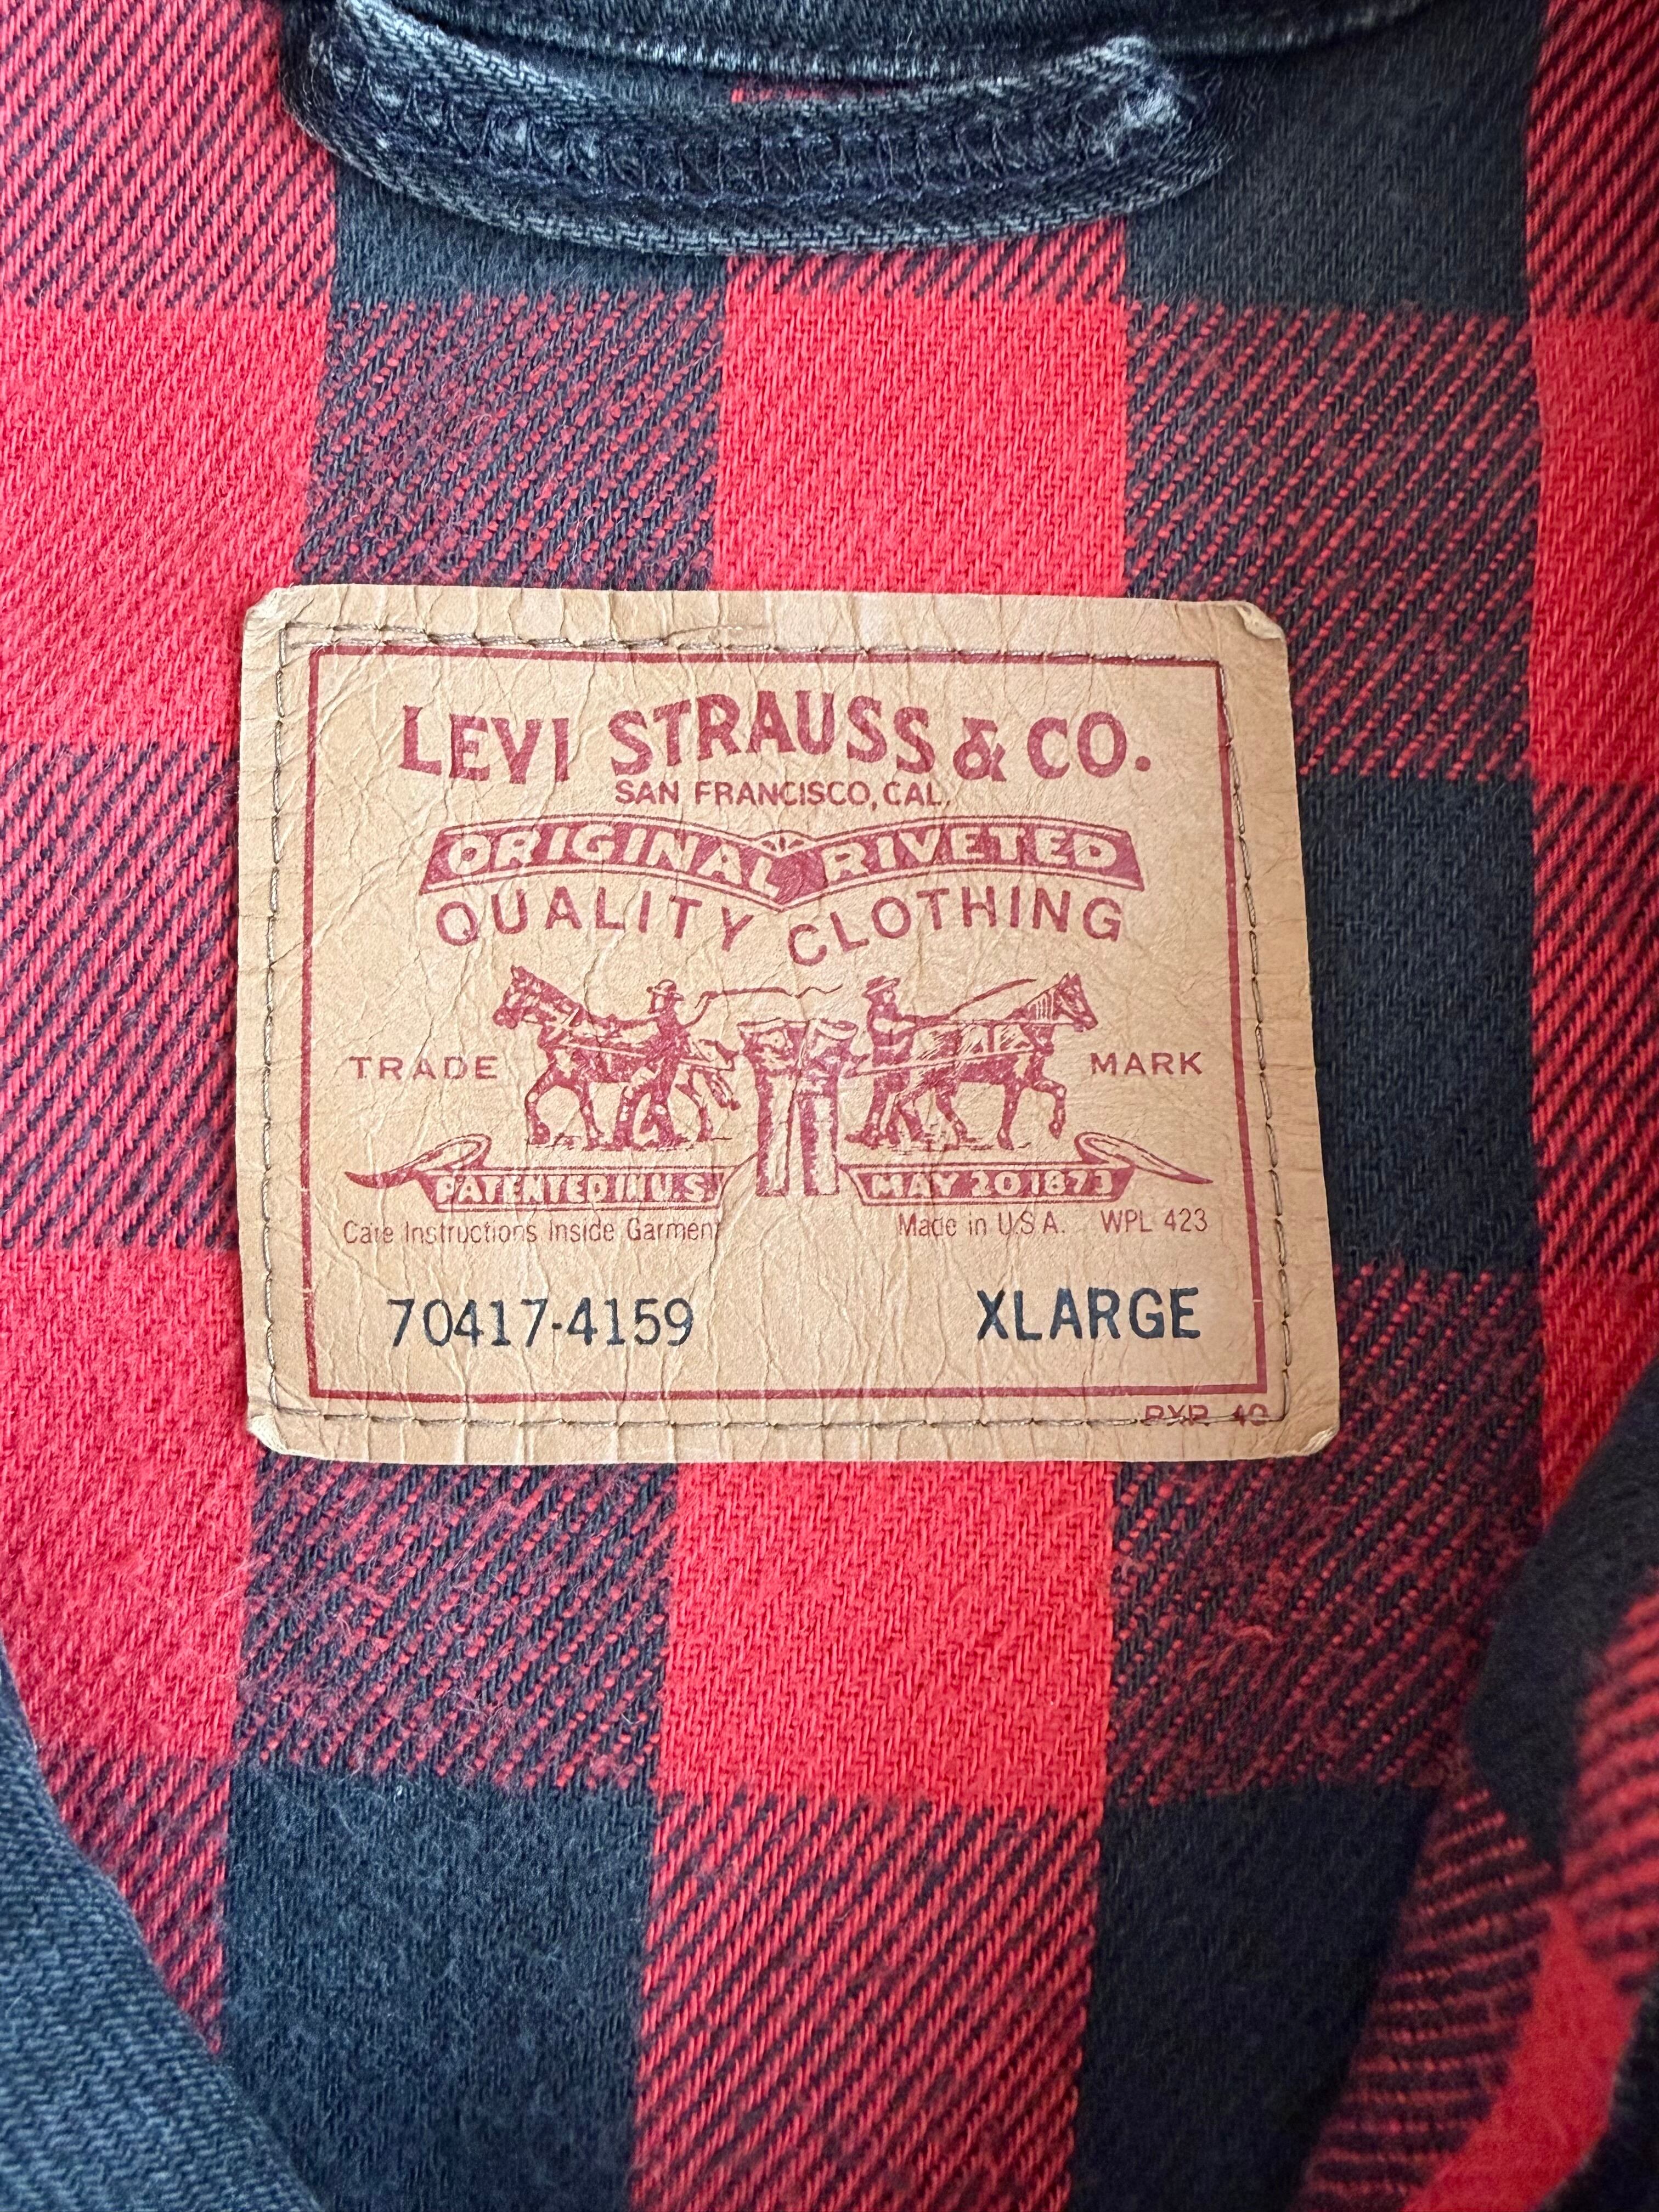 LEVI STRAUSS & CO.
SAN FRANCISCO, CAL.
ORIGINAL RIVETED
QUALITY CLOTHING
TRADE MARK
PATENTED IN U.S. MAY 20 1873
Care Instructions Inside Garment Made in U.S.A. WPL 423
70417-4159 XLARGE